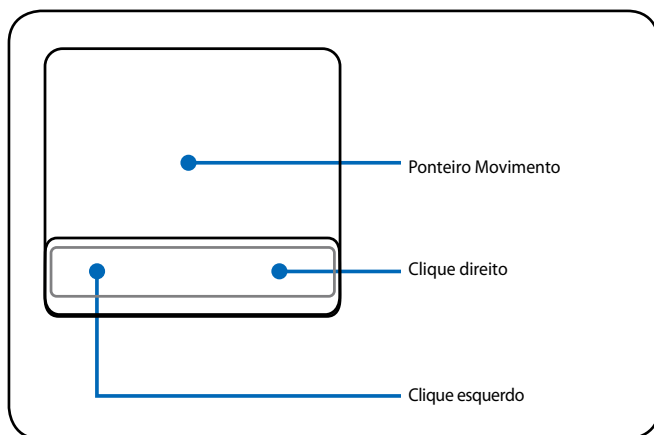 Ponteiro Movimento
Clique direito
Clique esquerdo